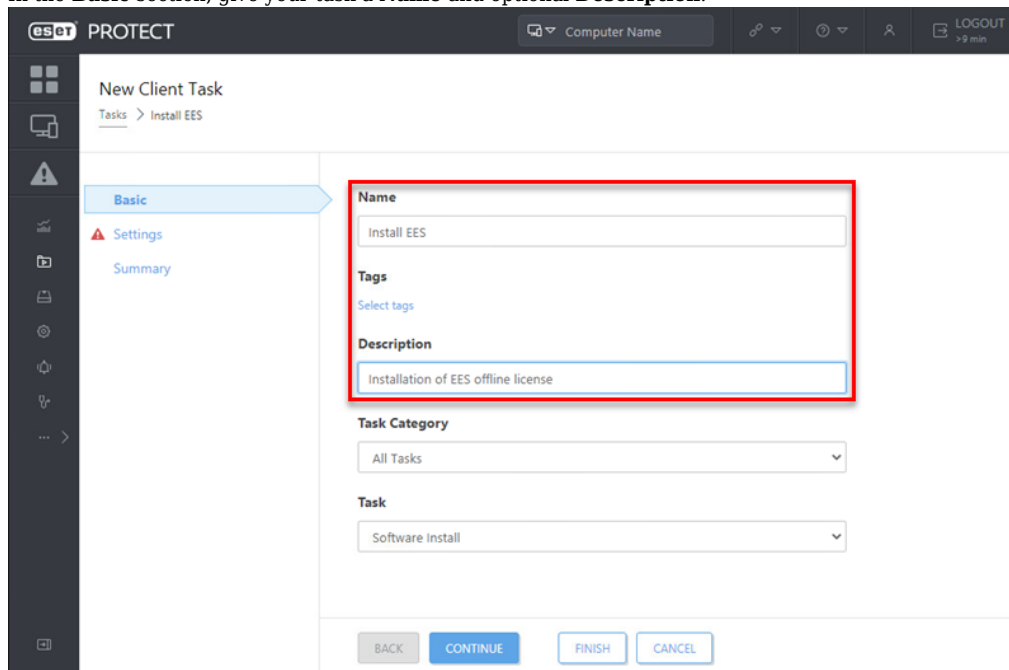 in the Basic section, give your task a Name and optional Description.
eset PROTECT
Computer Name
LOGOUT
>9 min
New Client Task
Tasks > Install EES
Basic
Settings
Summary
Name
Install EES
Tags
Select tags
Description
Installation of EES offline license
Task Category
All Tasks
Task
Software Install
BACK CONTINUE FINISH CANCEL